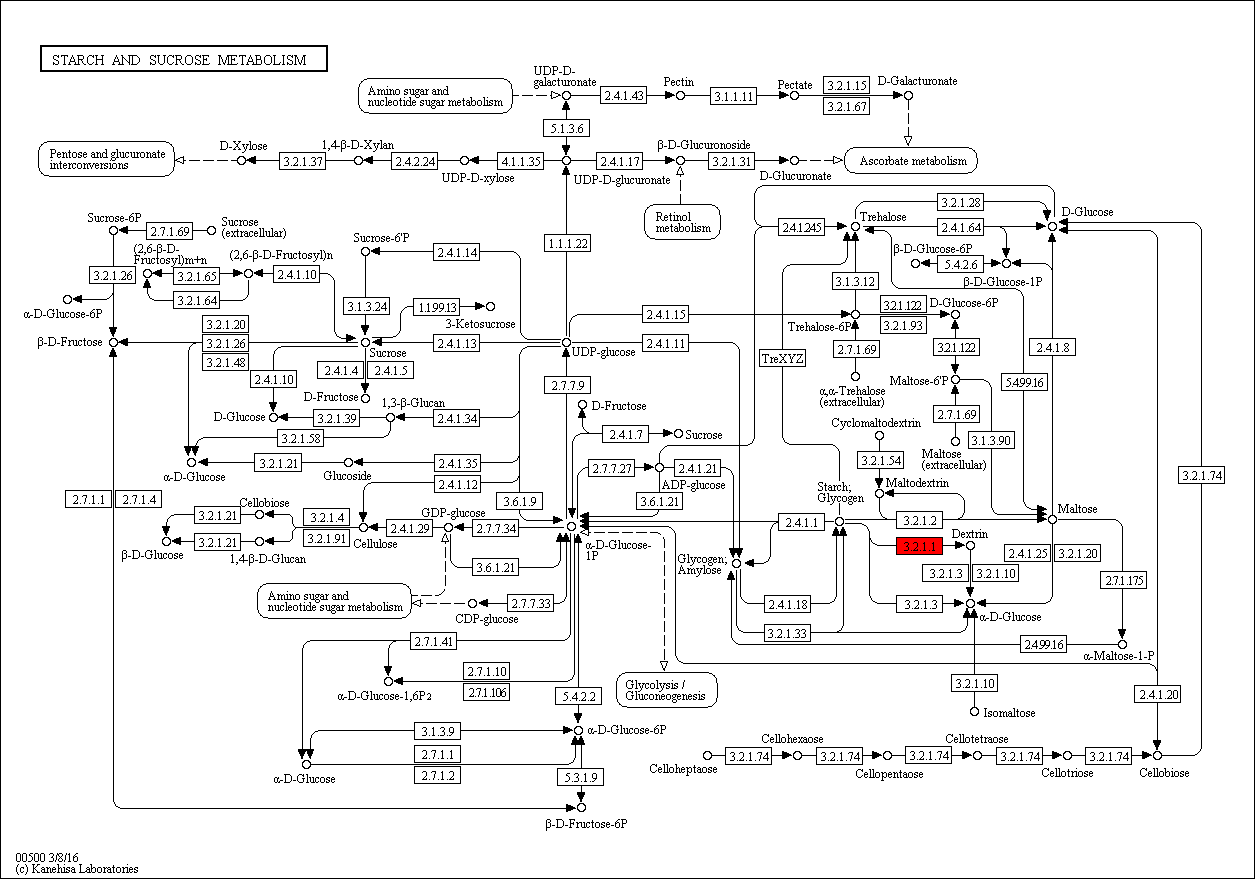 STARCH AND SUCROSE METABOLISM
UDP-D-
galacturonate
Amino sugar and
nucleotide sugar metabolism
2.4.1.43
Pectin
3.1.1.11
Pectate
3.2.1.15
3.2.1.67
D-Galacturonate
5.1.3.6
Pentose and glucuronate
interconversions
D-Xylose
3.2.1.37
1,4-β-D-Xylan
2.4.2.24
UDP-D-xylose
4.1.1.35
UDP-D-glucuronate
2.4.1.17
β-D-Glucuronoside
3.2.1.31
D-Glucuronate
Ascorbate metabolism
Retinol
metabolism
1.1.1.22
Sucrose-6P
2.7.1.69
Sucrose
(extracellular)
(2,6-β-D-
Fructosyl)m+n
(2,6-β-D-Fructosyl)n
3.2.1.26
3.2.1.65
3.2.1.64
2.4.1.10
α-D-Glucose-6P
Sucrose-6'P
2.4.1.14
3.1.3.24
1.1.99.13
3-Ketosucrose
β-D-Fructose
3.2.1.20
3.2.1.26
3.2.1.48
Sucrose
2.4.1.13
UDP-glucose
2.4.1.15
2.4.1.11
2.4.1.10
2.4.1.4
2.4.1.5
D-Fructose
D-Glucose
3.2.1.39
1,3-β-Glucan
2.4.1.34
3.2.1.58
α-D-Glucose
3.2.1.21
Glucoside
2.4.1.35
2.4.1.12
2.7.7.9
D-Fructose
2.4.1.7
Sucrose
2.7.7.27
ADP-glucose
2.4.1.21
3.6.1.21
3.6.1.9
2.7.1.1
2.7.1.4
3.2.1.21
Cellobiose
3.2.1.4
β-D-Glucose
3.2.1.21
1,4-β-D-Glucan
3.2.1.91
Cellulose
2.4.1.29
GDP-glucose
2.7.7.34
α-D-Glucose-
1P
3.6.1.21
Amino sugar and
nucleotide sugar metabolism
CDP-glucose
2.7.7.33
2.7.1.41
α-D-Glucose-1,6P2
2.7.1.10
2.7.1.106
5.4.2.2
Glycolysis /
Gluconeogenesis
3.1.3.9
α-D-Glucose-6P
2.7.1.1
2.7.1.2
α-D-Glucose
5.3.1.9
β-D-Fructose-6P
2.4.1.245
Trehalose
3.2.1.28
2.4.1.64
D-Glucose
β-D-Glucose-6P
5.4.2.6
β-D-Glucose-1P
3.1.3.12
Trehalose-6P
3.2.1.122
3.2.1.93
D-Glucose-6P
2.7.1.69
3.2.1.122
2.4.1.8
TreXYZ
α,α-Trehalose
(extracellular)
Maltose-6'P
5.4.99.16
2.7.1.69
3.1.3.90
Maltose
(extracellular)
Cyclomaltodextrin
3.2.1.54
Maltodextrin
3.2.1.74
Starch;
Glycogen
2.4.1.1
3.2.1.2
Maltose
3.2.1.1
Dextrin
2.4.1.25
3.2.1.20
Glycogen;
Amylose
3.2.1.3
3.2.1.10
2.7.1.175
2.4.1.18
3.2.1.3
α-D-Glucose
3.2.1.33
2.4.99.16
α-Maltose-1-P
3.2.1.10
Isomaltose
2.4.1.20
Celloheptaose
3.2.1.74
Cellohexaose
3.2.1.74
Cellopentaose
3.2.1.74
Cellotetraose
3.2.1.74
Cellotriose
3.2.1.74
Cellobiose
00500 3/8/16
(c) Kanehisa Laboratories